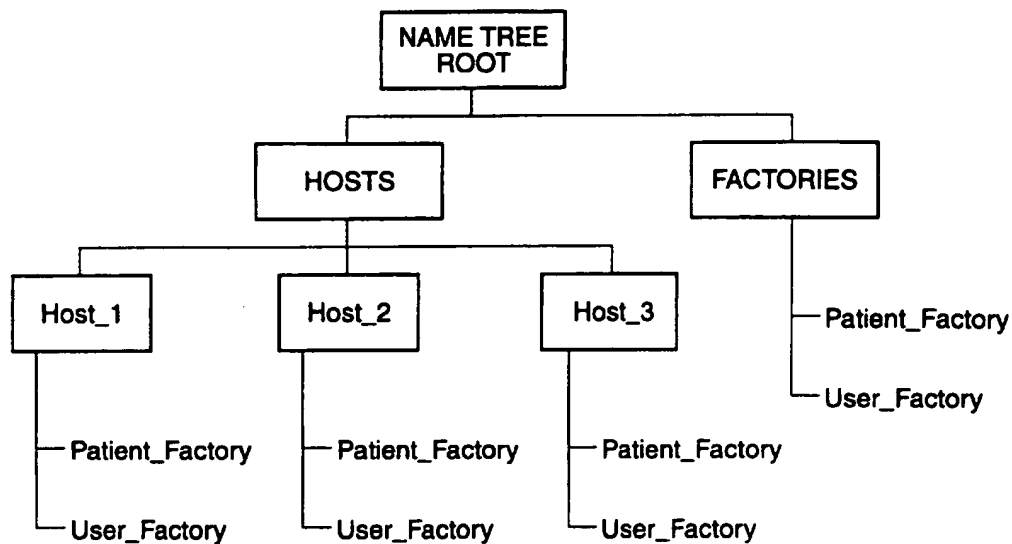 NAME TREE
ROOT
HOSTS
FACTORIES
Host_1
Host_2
Host_3
Patient_Factory
User_Factory
Patient_Factory
Patient_Factory
Patient_Factory
User_Factory
User_Factory
User_Factory